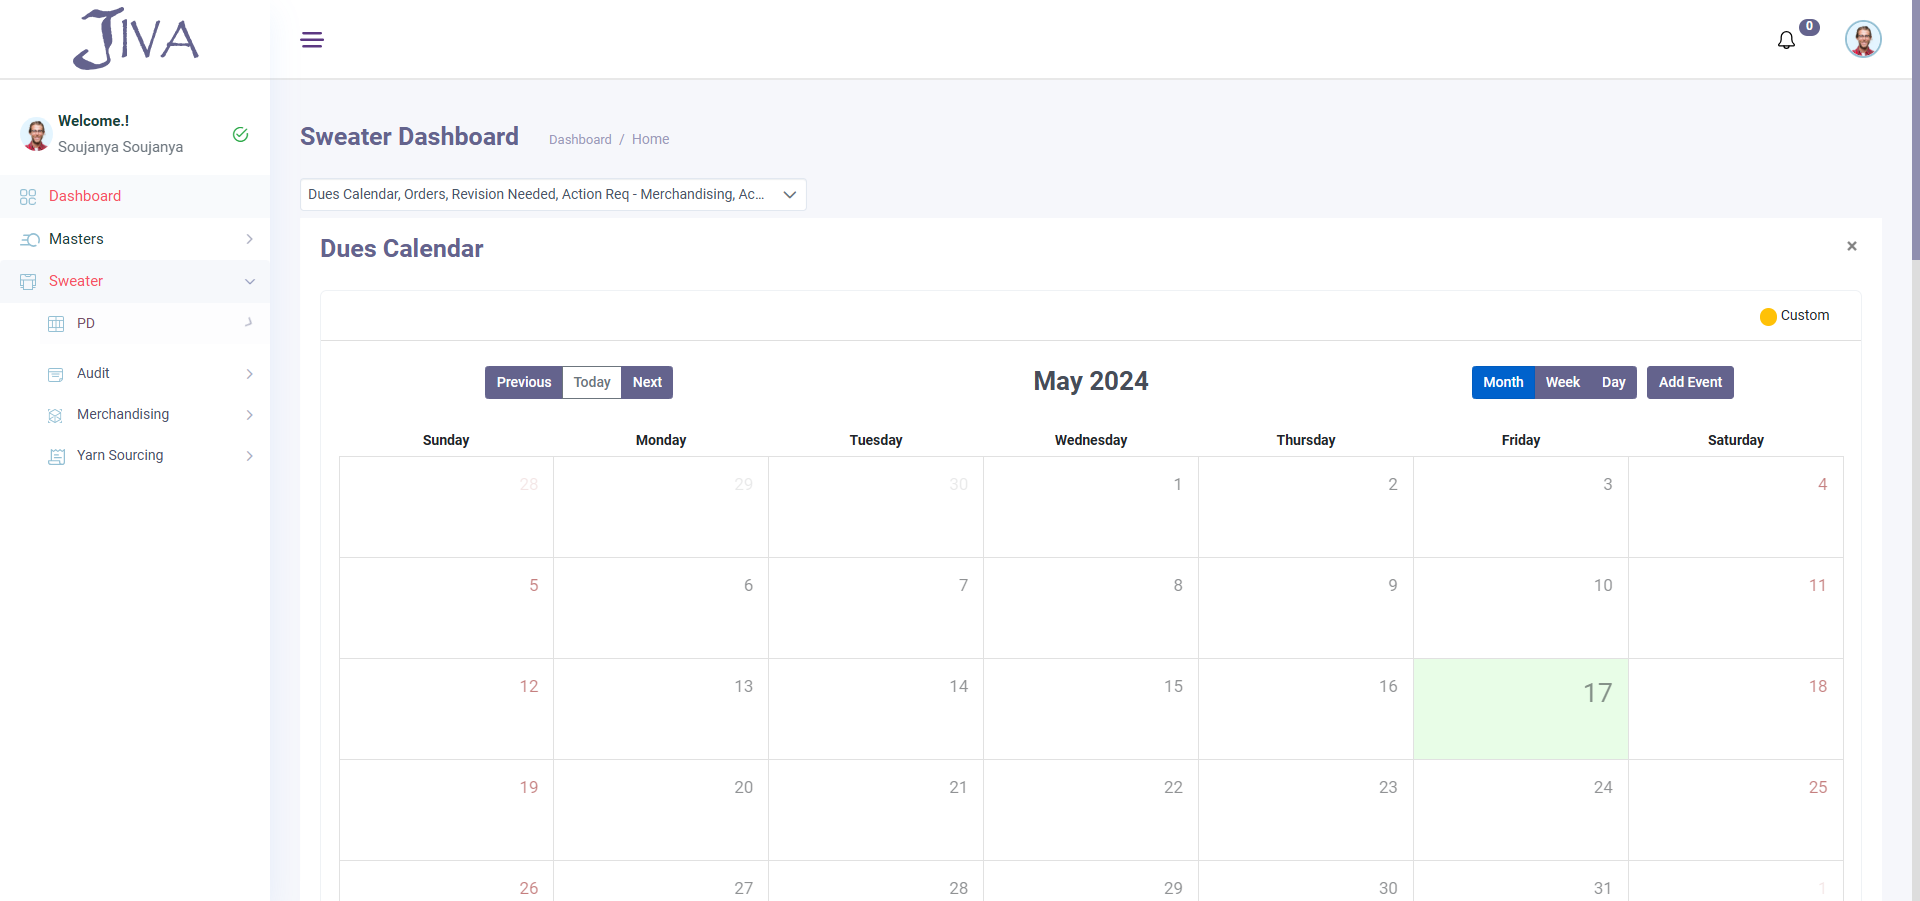 JIVA
0
Welcome.!
Soujanya Soujanya
Dashboard
Masters
Sweater
PD
Audit
Merchandising
Yarn Sourcing
Sweater Dashboard
Dashboard / Home
Dues Calendar, Orders, Revision Needed, Action Req - Merchandising, Ac...
Dues Calendar
×
Custom
Previous Today Next
May 2024
Month Week Day Add Event
Sunday Monday Tuesday Wednesday Thursday Friday Saturday
28 29 30 1 2 3 4
5 6 7 8 9 10 11
12 13 14 15 16 17 18
19 20 21 22 23 24 25
26 27 28 29 30 31 1